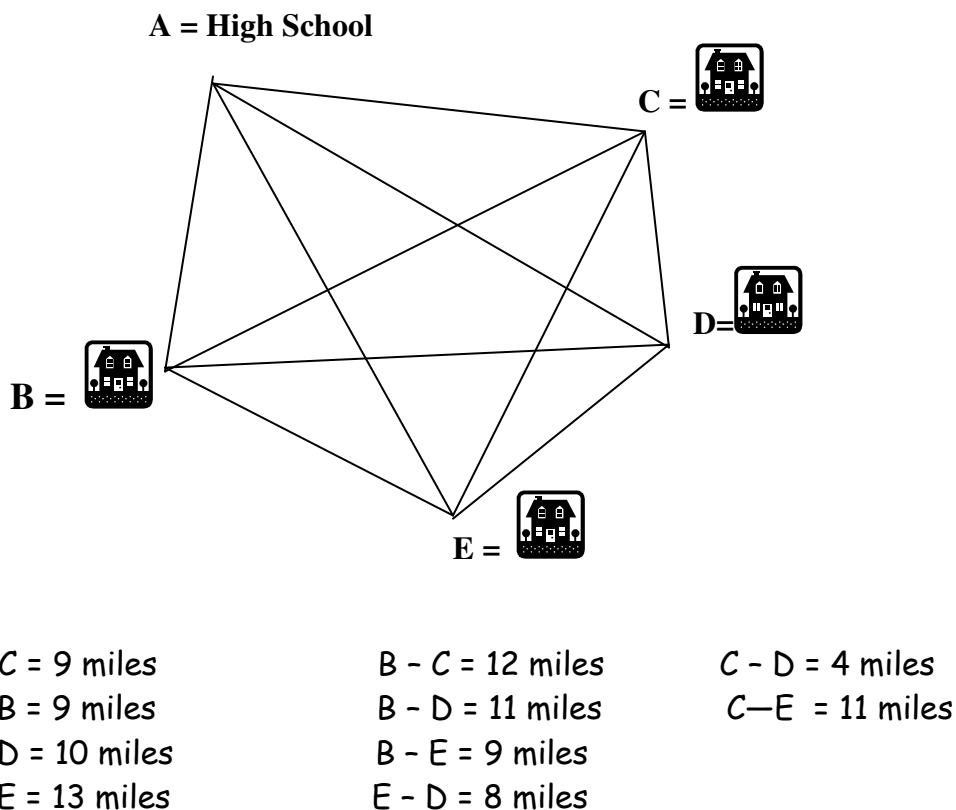 A = High School
C =
D=
B =
E =
C = 9 miles
B = 9 miles
D = 10 miles
E = 13 miles
B – C = 12 miles
B – D = 11 miles
B – E = 9 miles
E – D = 8 miles
C – D = 4 miles
C—E = 11 miles